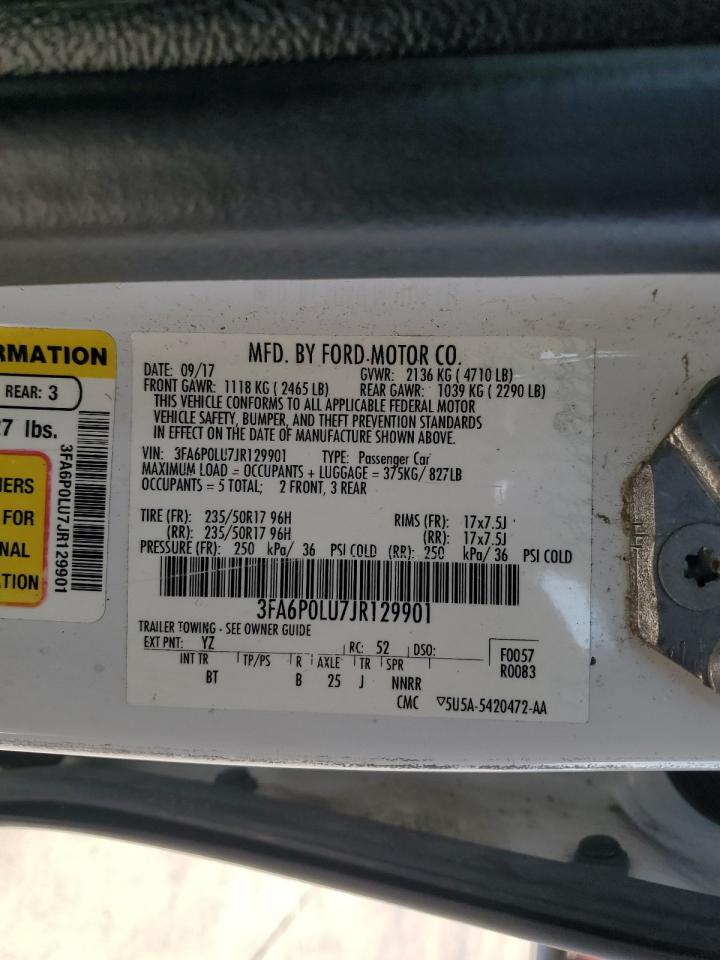 RMATION
REAR: 3
27 lbs.
3FA6P0LU7JR129901
ERS
FOR
NAL
ATION
MFD. BY FORD MOTOR CO.
DATE: 09/17 GVWR: 2136 KG ( 4710 LB)
FRONT GAWR: 1118 KG ( 2465 LB) REAR GAWR: 1039 KG ( 2290 LB)
THIS VEHICLE CONFORMS TO ALL APPLICABLE FEDERAL MOTOR
VEHICLE SAFETY, BUMPER, AND THEFT PREVENTION STANDARDS
IN EFFECT ON THE DATE OF MANUFACTURE SHOWN ABOVE.
VIN: 3FA6P0LU7JR129901 TYPE: Passenger Car
MAXIMUM LOAD = OCCUPANTS + LUGGAGE = 375KG/ 827LB
OCCUPANTS = 5 TOTAL; 2 FRONT, 3 REAR
TIRE (FR): 235/50R17 96H RIMS (FR): 17x7.5J
(RR): 235/50R17 96H (RR): 17x7.5J
PRESSURE (FR): 250 kPa/ 36 PSI COLD (RR): 250 kPa/ 36 PSI COLD
3FA6P0LU7JR129901
TRAILER TOWING - SEE OWNER GUIDE
EXT PNT: YZ RC: 52 DSO: F0057
INT TR TP/PS R AXLE TR SPR R0083
BT B 25 J NNRR
CMC ▽5U5A-5420472-AA